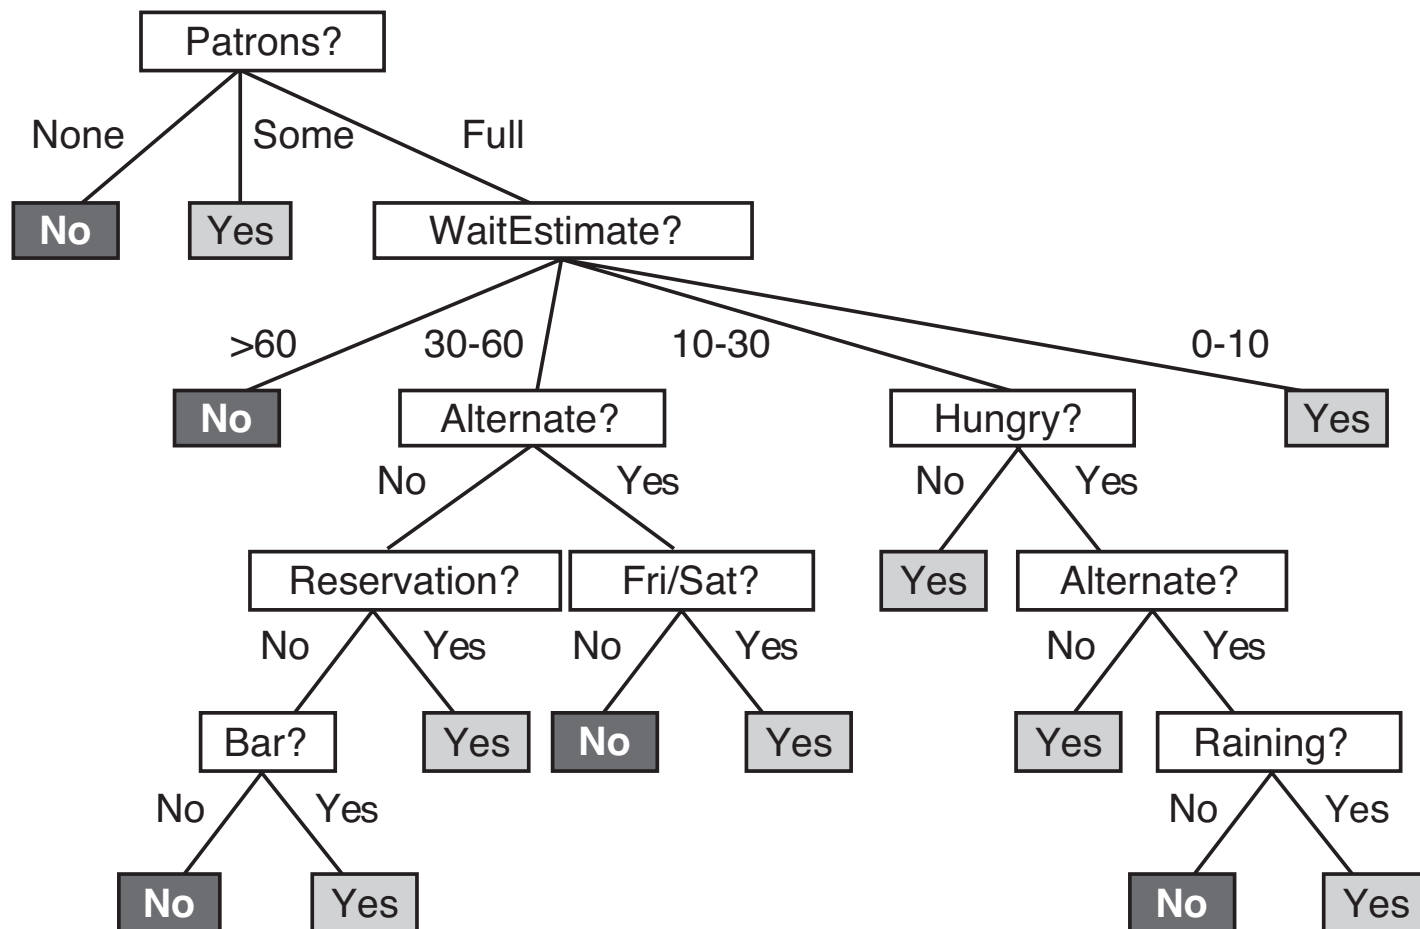 Patrons?
None Some Full
No Yes WaitEstimate?
>60 30-60 10-30 0-10
No Alternate? Hungry? Yes
No Yes No Yes
Reservation? Fri/Sat? Yes Alternate?
No Yes No Yes No Yes
Bar? Yes No Yes Yes Raining?
No Yes No Yes
No Yes No Yes